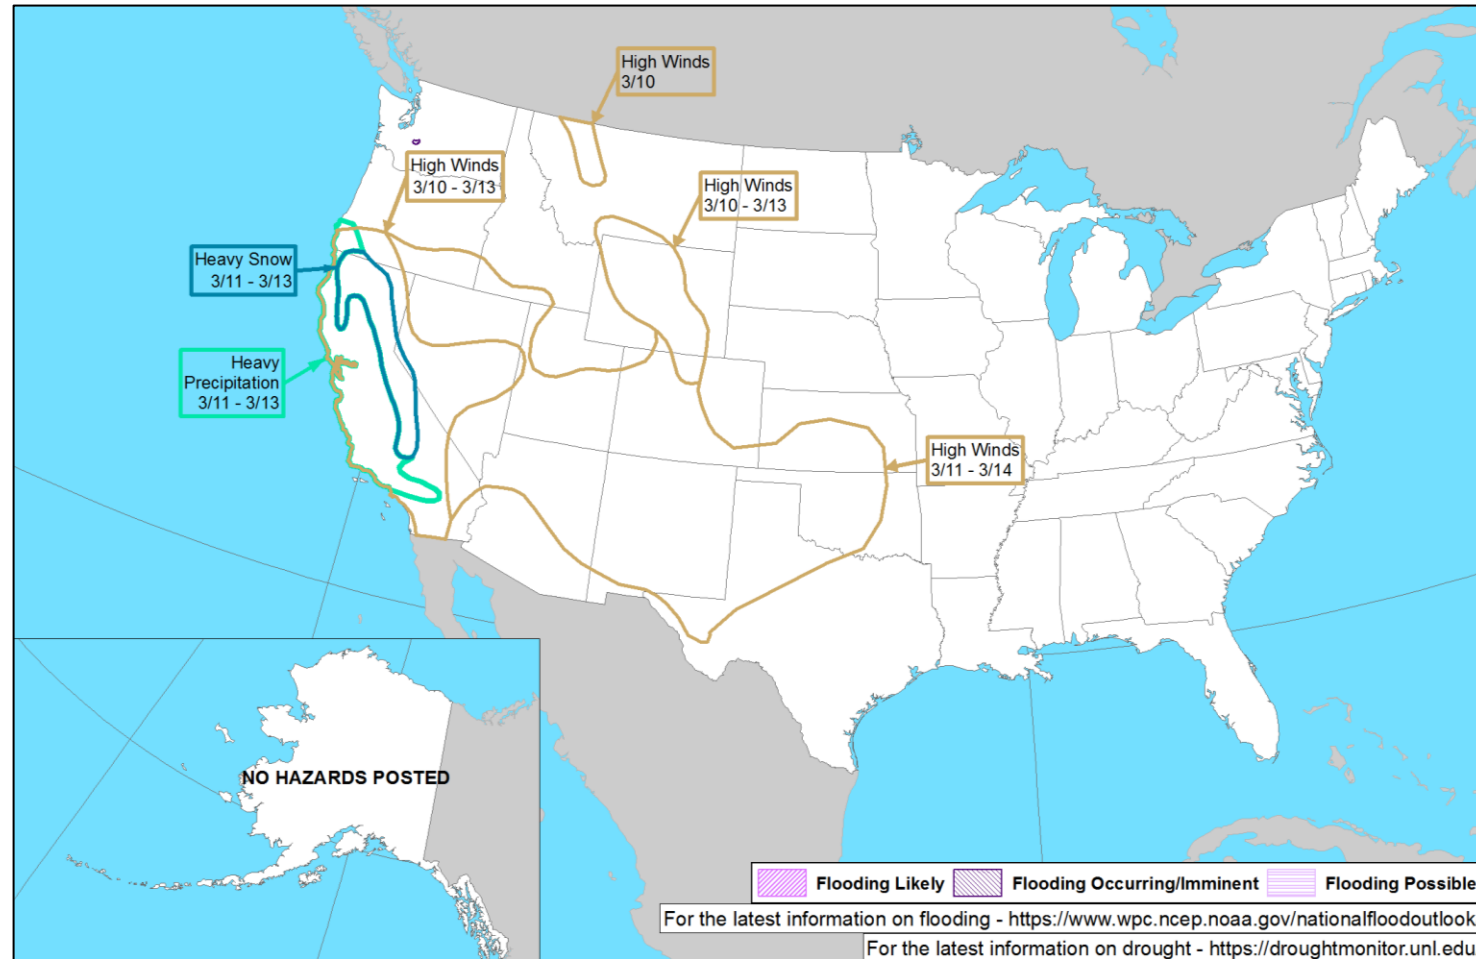 High Winds
3/10
High Winds
3/10 - 3/13
High Winds
3/10 - 3/13
Heavy Snow
3/11 - 3/13
Heavy
Precipitation
3/11 - 3/13
High Winds
3/11 - 3/14
NO HAZARDS POSTED
Flooding Likely
Flooding Occurring/Imminent
Flooding Possible
For the latest information on flooding - https://www.wpc.ncep.noaa.gov/nationalfloodoutlook
For the latest information on drought - https://droughtmonitor.unl.edu